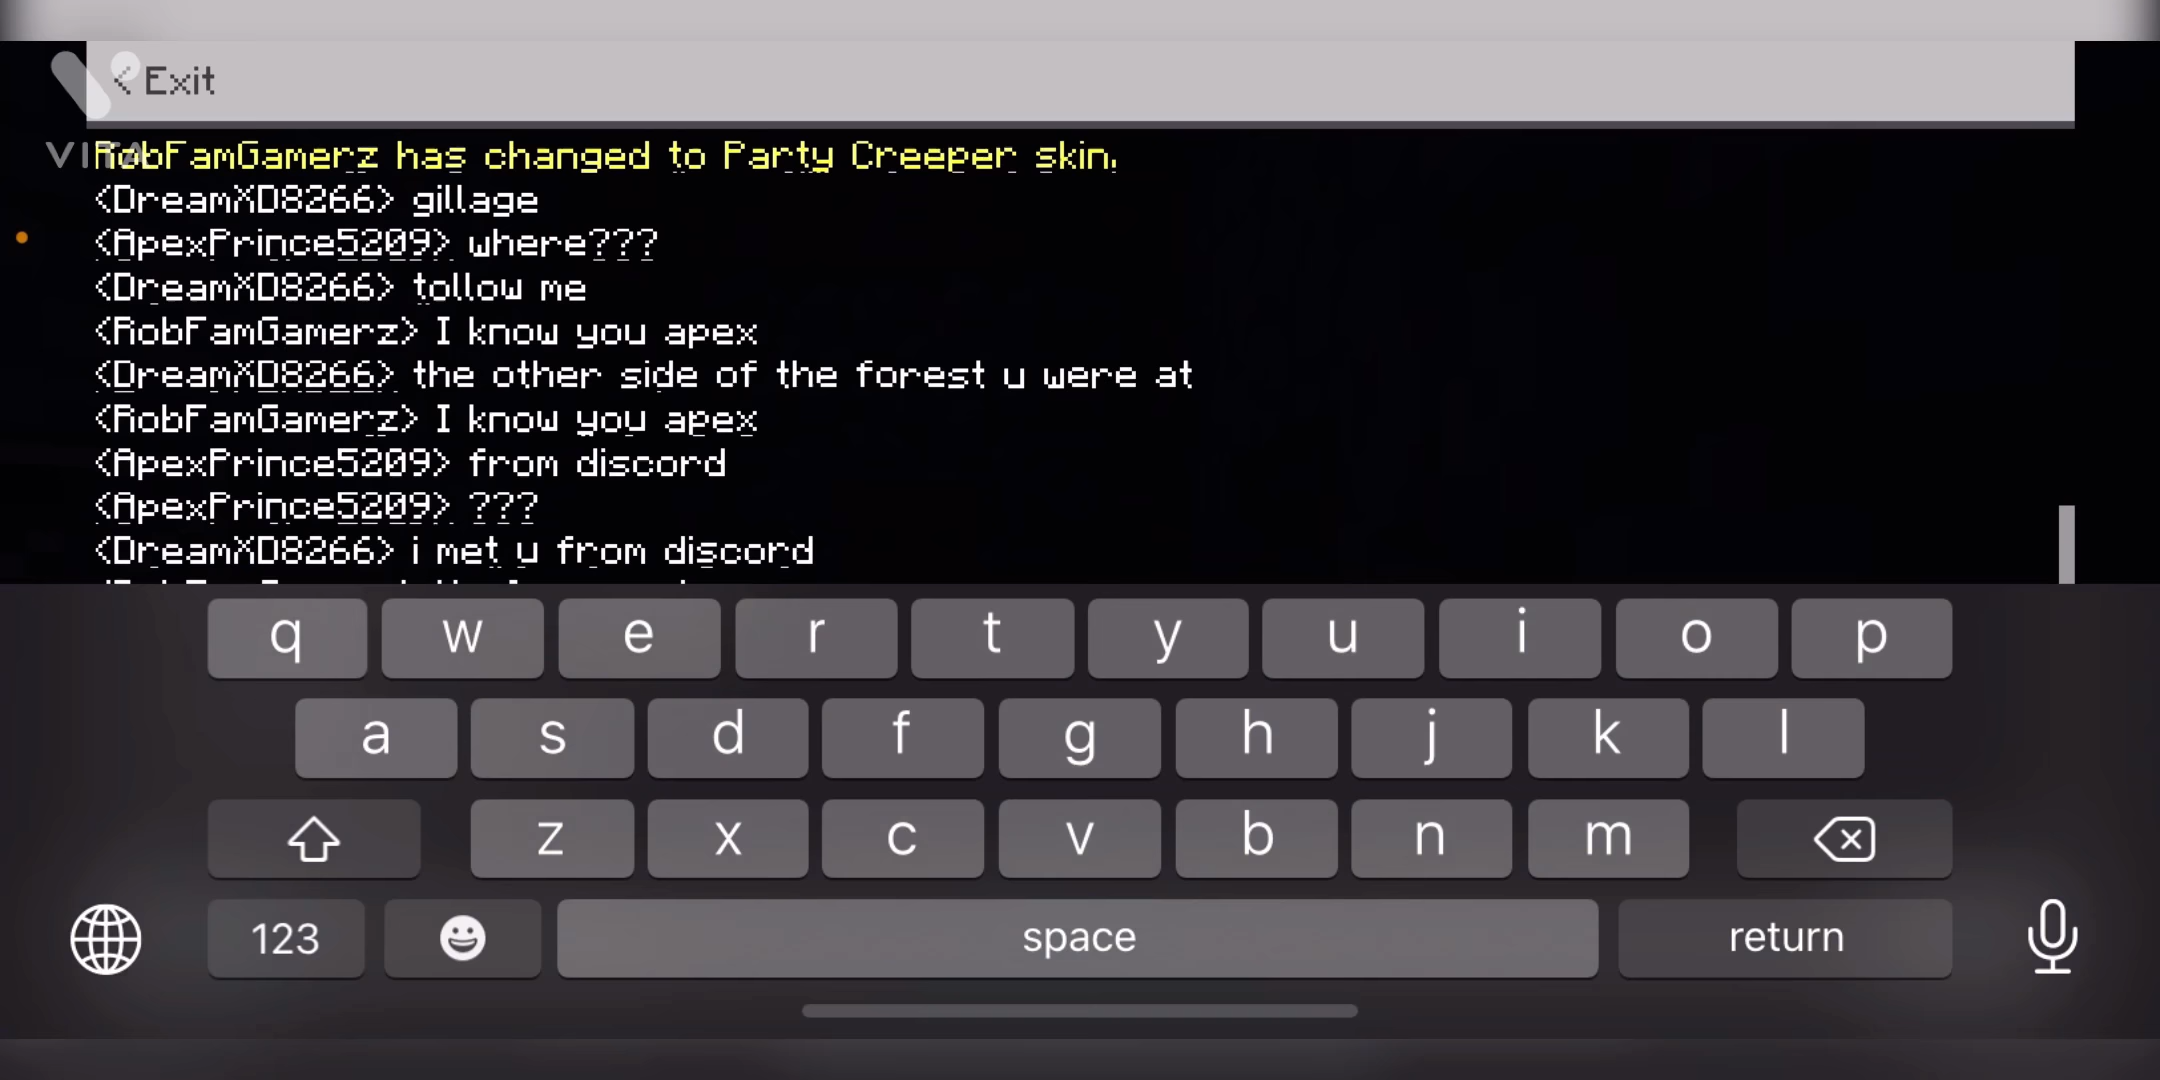 < Exit
VITA
RobFamGamerz has changed to Party Creeper skin.
<DreamXD8266> gillage
<ApexPrince5209> where???
<DreamXD8266> tollow me
<RobFamGamerz> I know you apex
<DreamXD8266> the other side of the forest u were at
<RobFamGamerz> I know you apex
<ApexPrince5209> from discord
<ApexPrince5209> ???
<DreamXD8266> i met u from discord
q w e r t y u i o p
a s d f g h j k l
z x c v b n m
123 space return